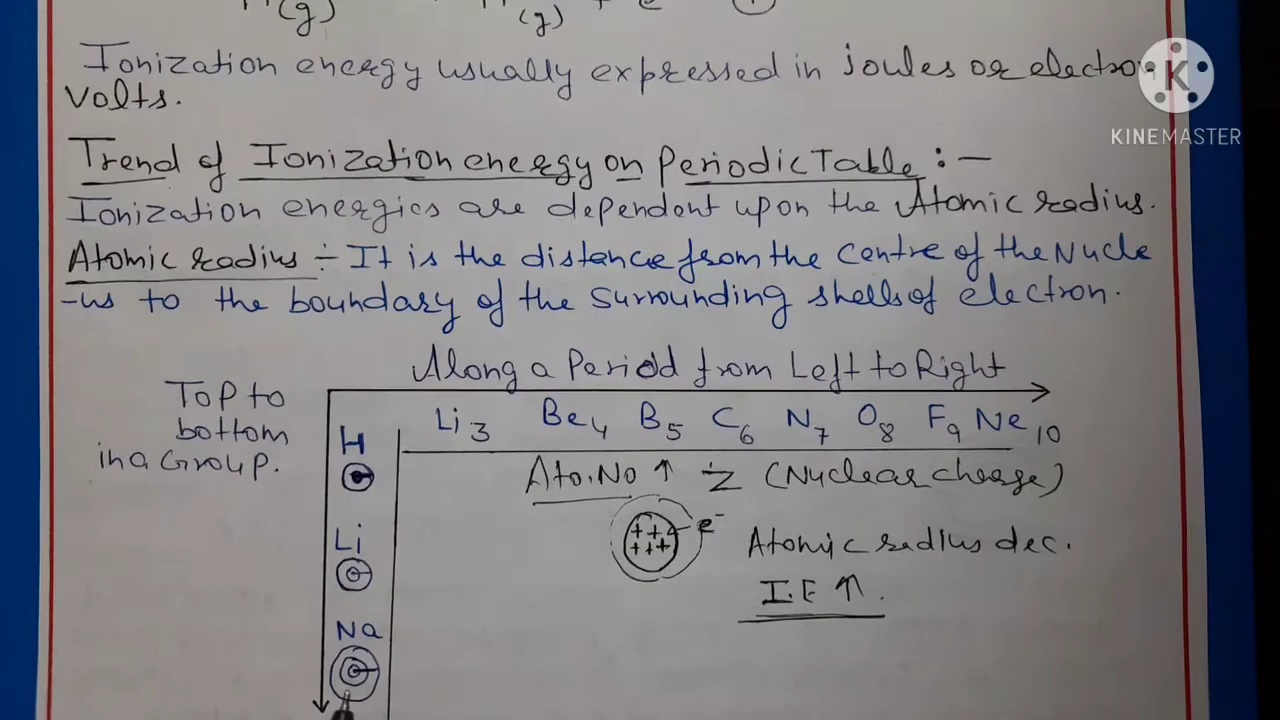 (g) (g) + e
Ionization energy usually expressed in joules or electron
volts.
Trend of Ionization energy on Periodic Table :-
Ionization energies are dependent upon the Atomic radius.
Atomic radius :- It is the distance from the centre of the Nucle
-us to the boundary of the surrounding shells of electron.
Along a Period from Left to Right
Top to
bottom
in a Group.
Li3 Be4 B5 C6 N7 O8 F9 Ne10
H
Ato.No ↑ Z (Nuclear charge)
++ e-
+++
Atomic radius dec.
I.E ↑.
Li
Na
K
KINEMASTER